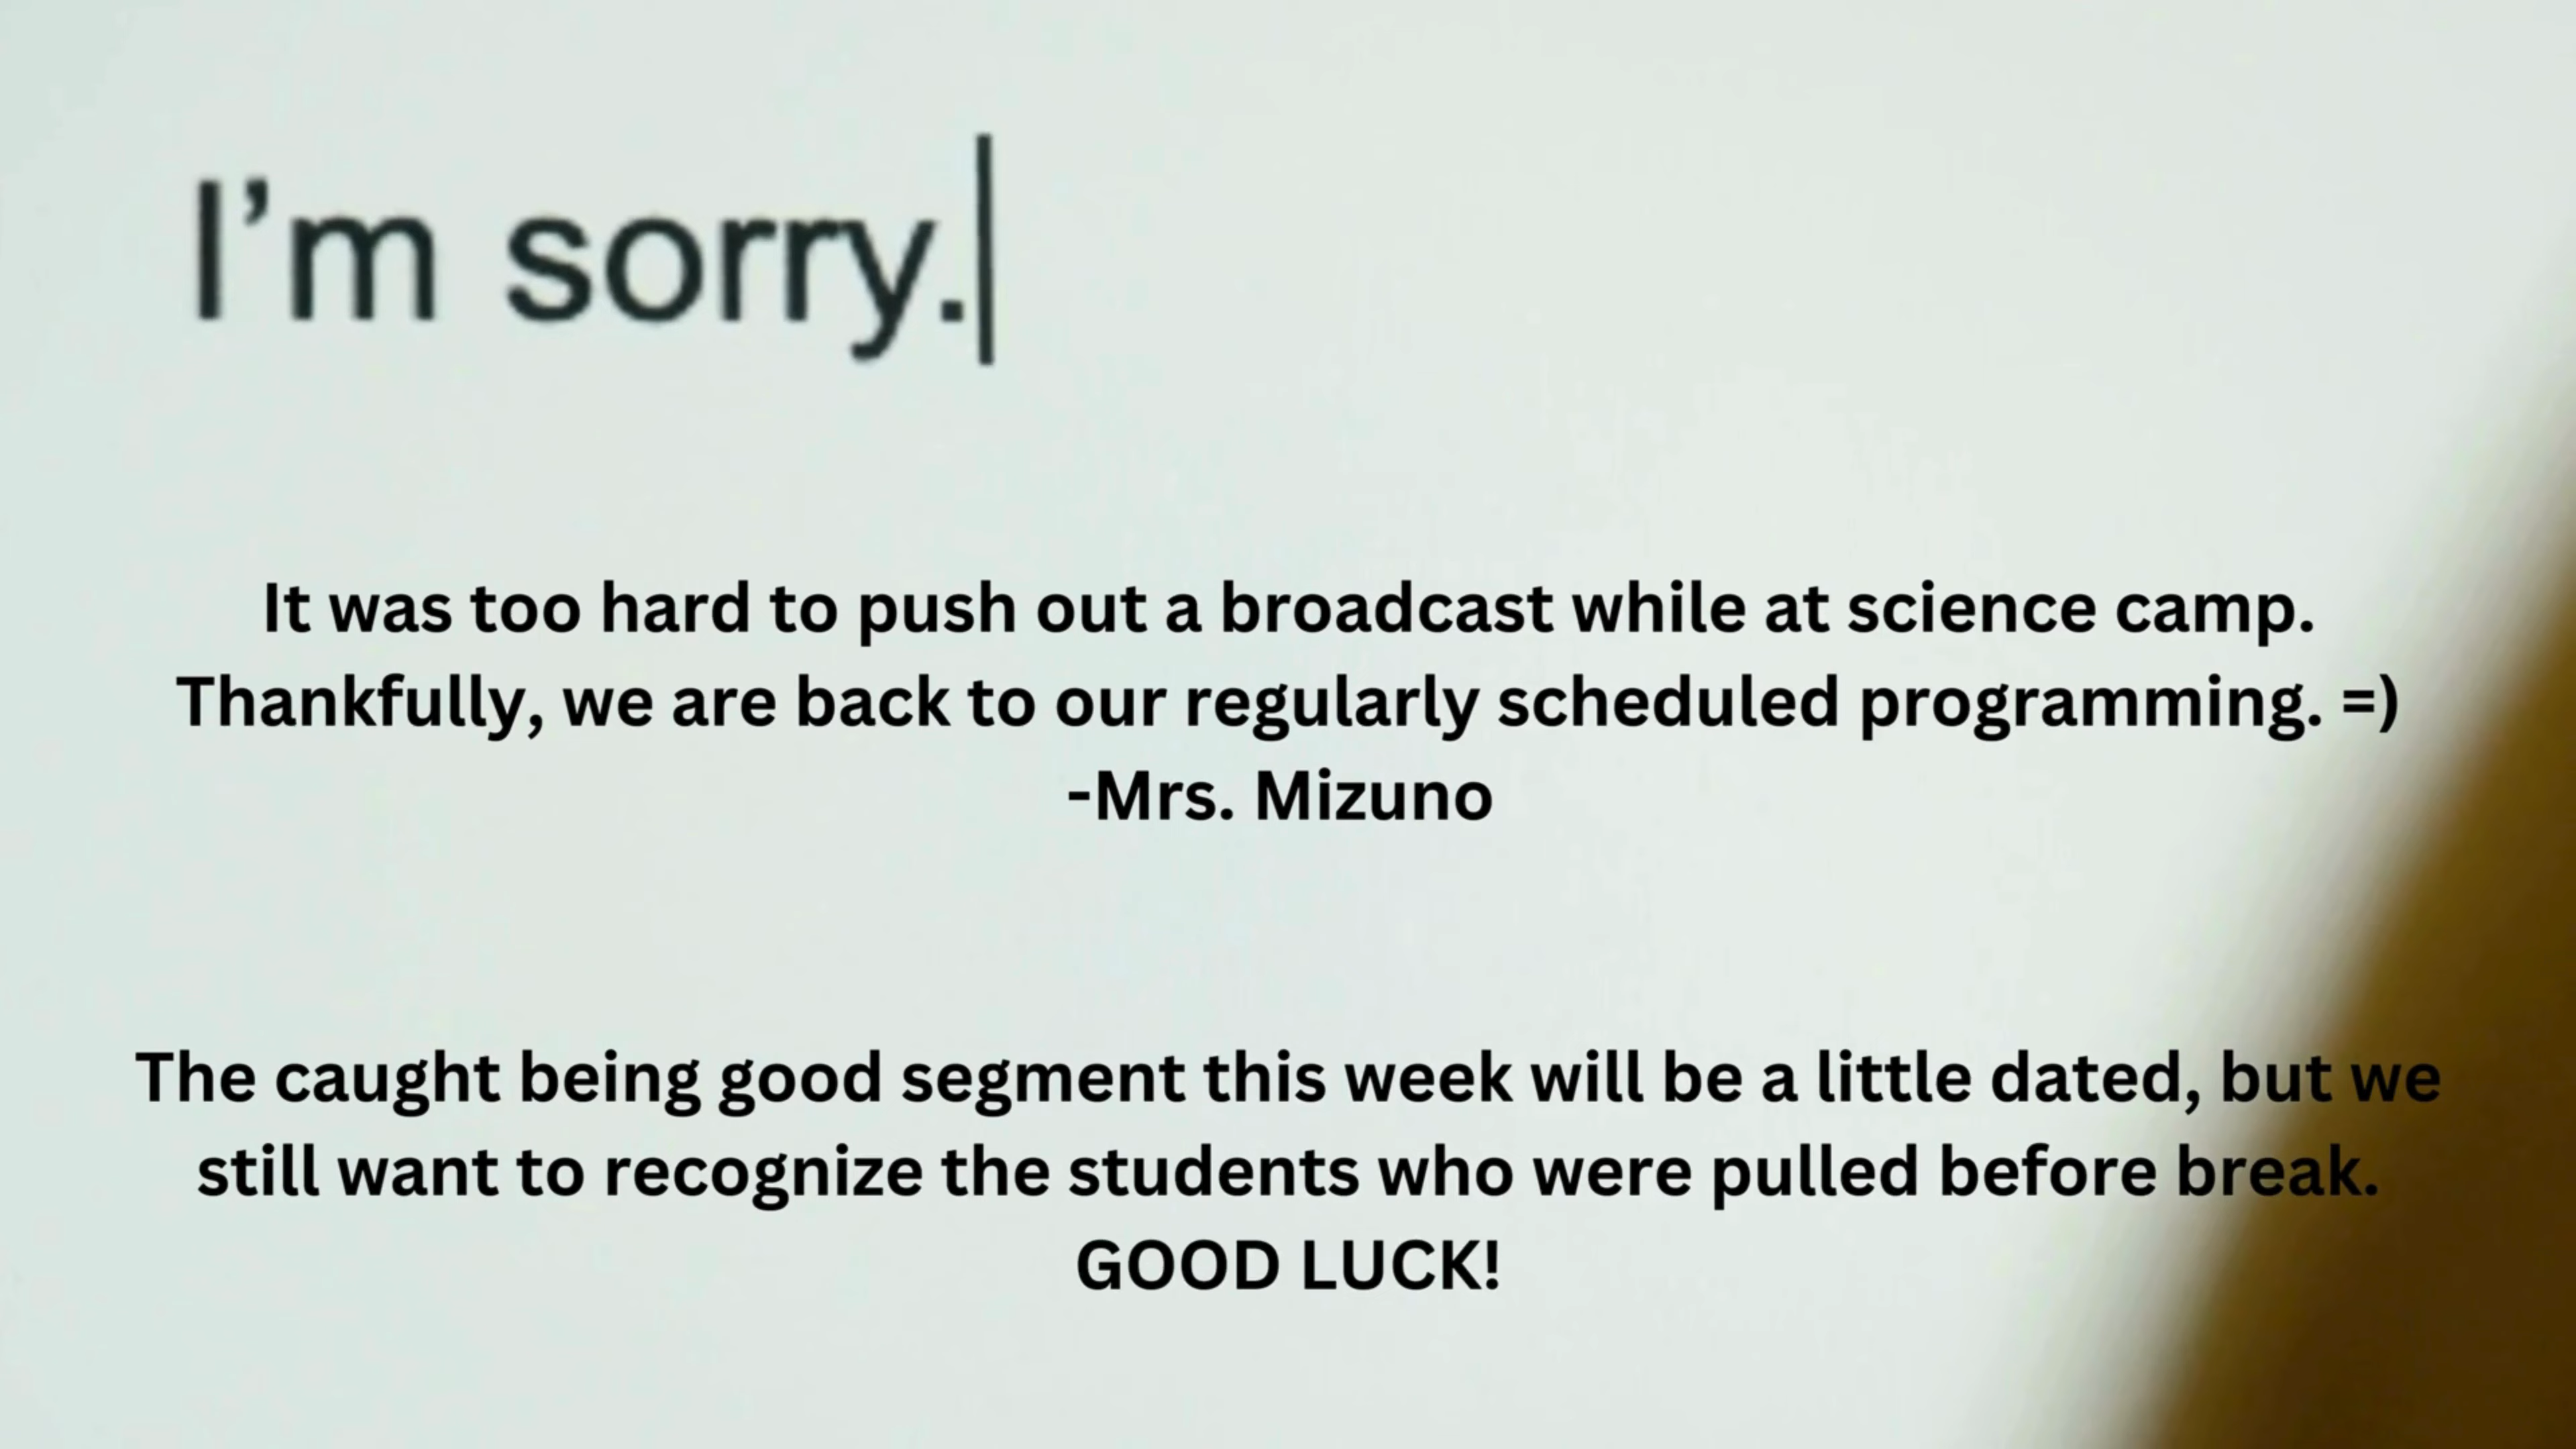 I’m sorry.
It was too hard to push out a broadcast while at science camp.
Thankfully, we are back to our regularly scheduled programming. =)
-Mrs. Mizuno
The caught being good segment this week will be a little dated, but we
still want to recognize the students who were pulled before break.
GOOD LUCK!